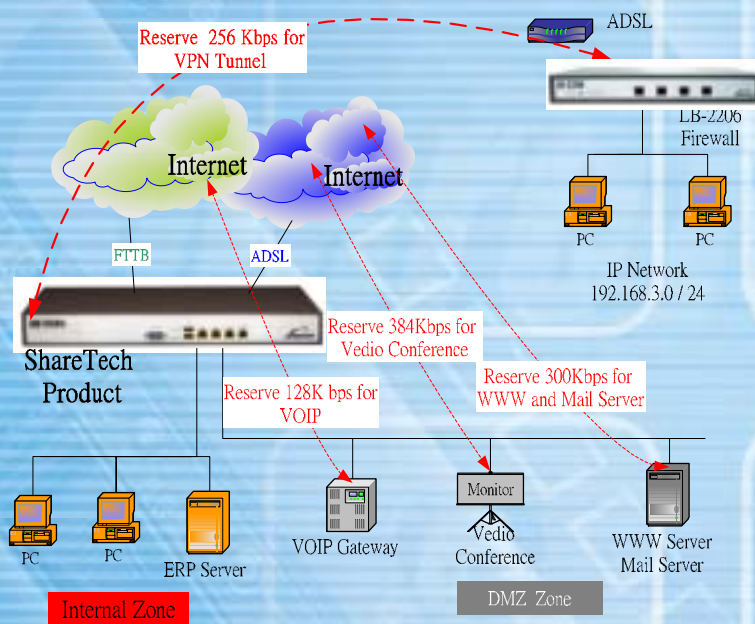 Reserve 256 Kbps for
VPN Tunnel
ADSL
LB-2206
Firewall
Internet
Internet
PC
PC
FTTB
ADSL
IP Network
192.168.3.0 / 24
ShareTech
Product
Reserve 384Kbps for
Vedio Conference
Reserve 128K bps for
VOIP
Reserve 300Kbps for
WWW and Mail Server
PC
PC
ERP Server
VOIP Gateway
Monitor
Vedio
Conference
WWW Server
Mail Server
Internal Zone
DMZ Zone